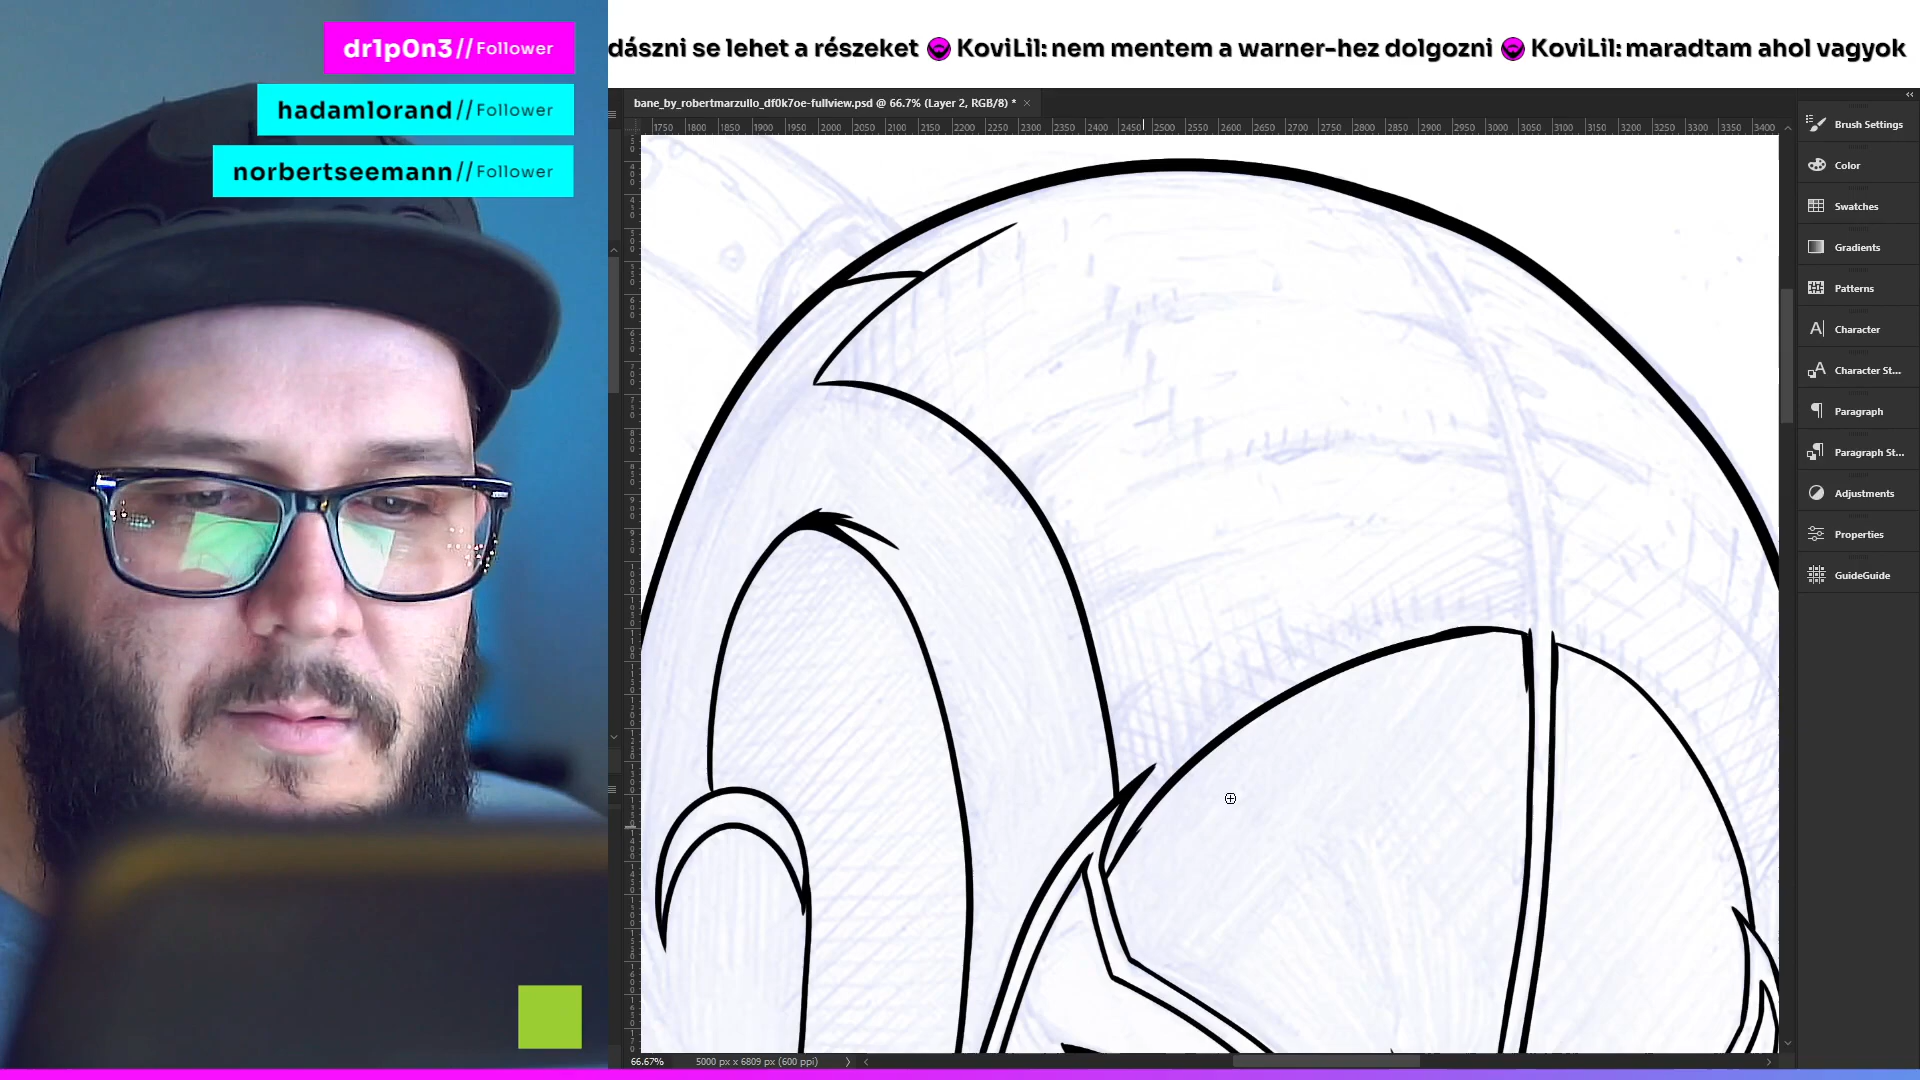 dr1p0n3//Follower
hadamlorand//Follower
norbertseemann//Follower
dászni se lehet a részeket KoviLil: nem mentem a warner-hez dolgozni KoviLil: maradtam ahol vagyok
bane_by_robertmarzullo_df0k7oe-fullview.psd @ 66.7% (Layer 2, RGB/8) *
1750 1800 1850 1900 1950 2000 2050 2100 2150 2200 2250 2300 2350 2400 2450 2500 2550 2600 2650 2700 2750 2800 2850 2900 2950 3000 3050 3100 3150 3200 3250 3300 3350 3400
Brush Settings
Color
Swatches
Gradients
Patterns
Character
Character St...
Paragraph
Paragraph St...
Adjustments
Properties
GuideGuide
66.67% 5000 px x 6809 px (600 ppi)